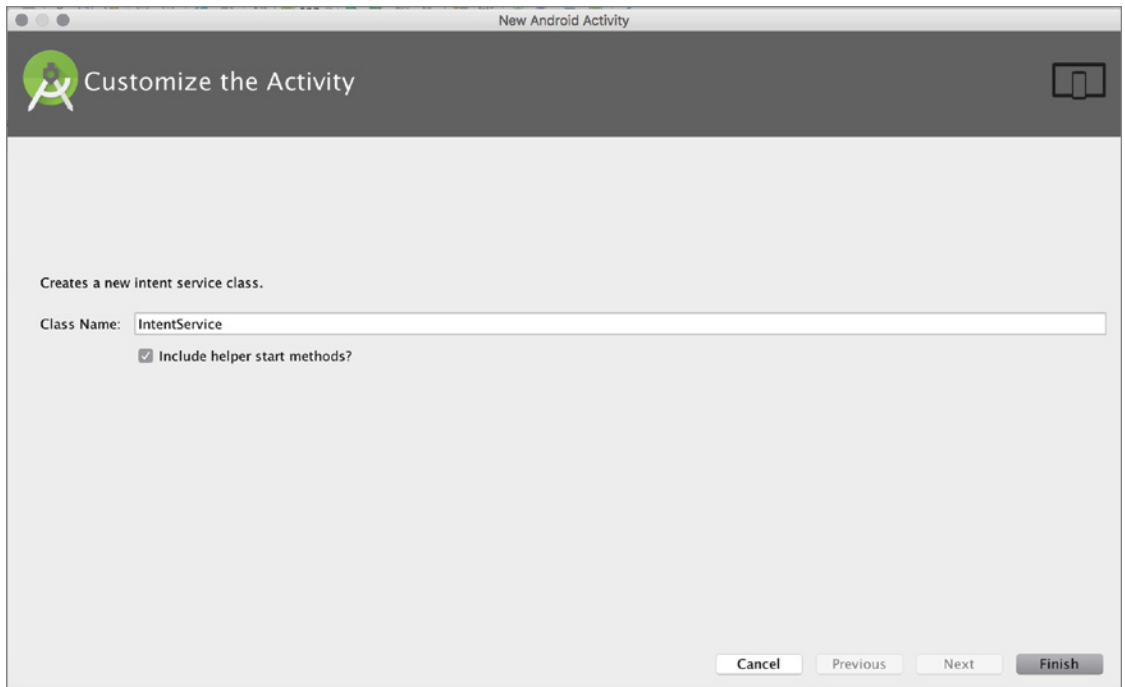 New Android Activity
Customize the Activity
Creates a new intent service class.
Class Name: IntentService
Include helper start methods?
Cancel Previous Next Finish